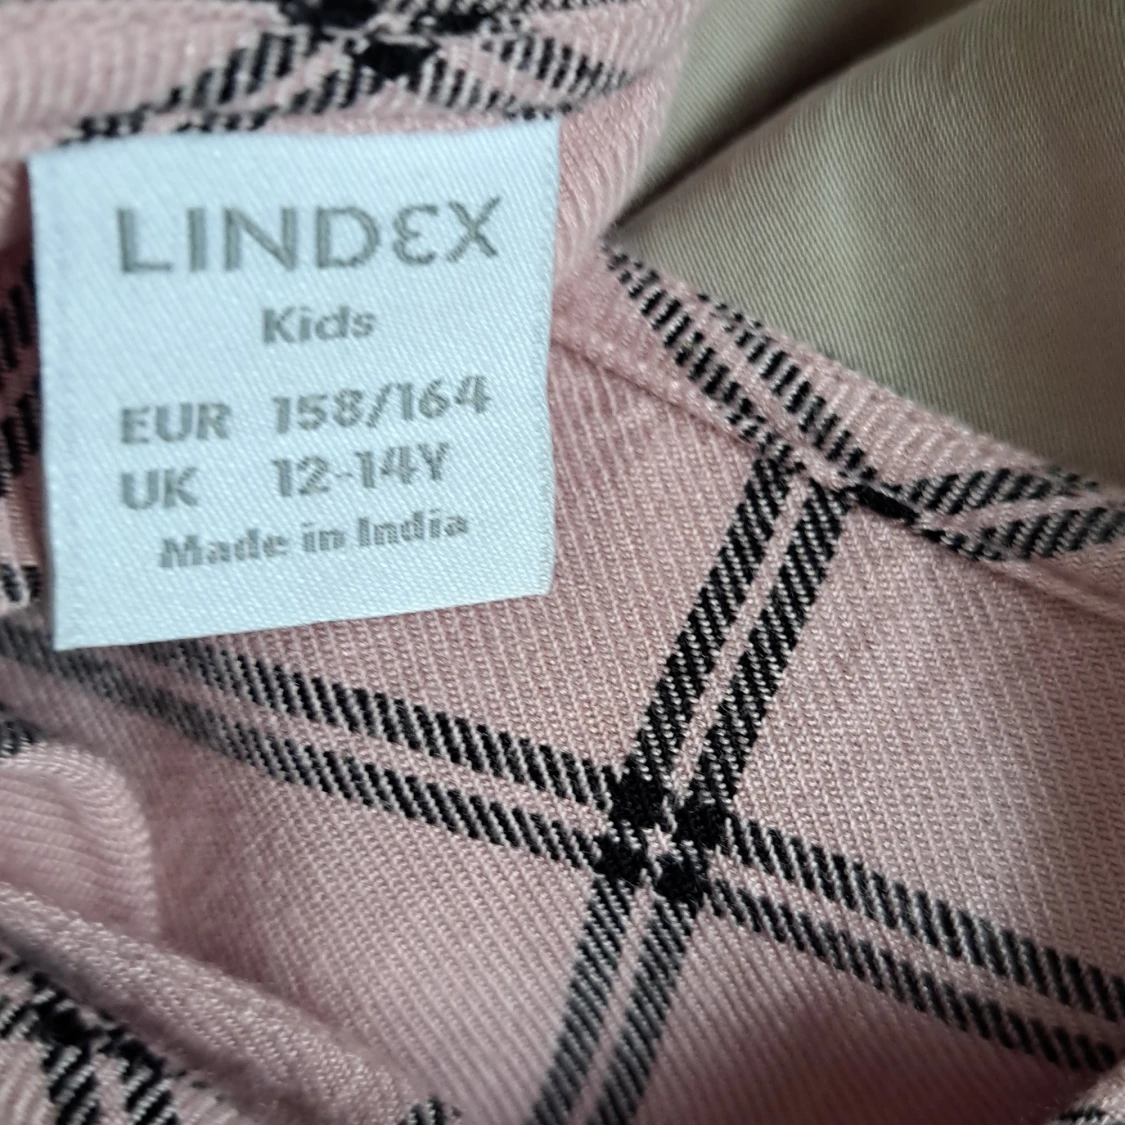 LINDEX
Kids
EUR 158/164
UK 12-14Y
Made in India